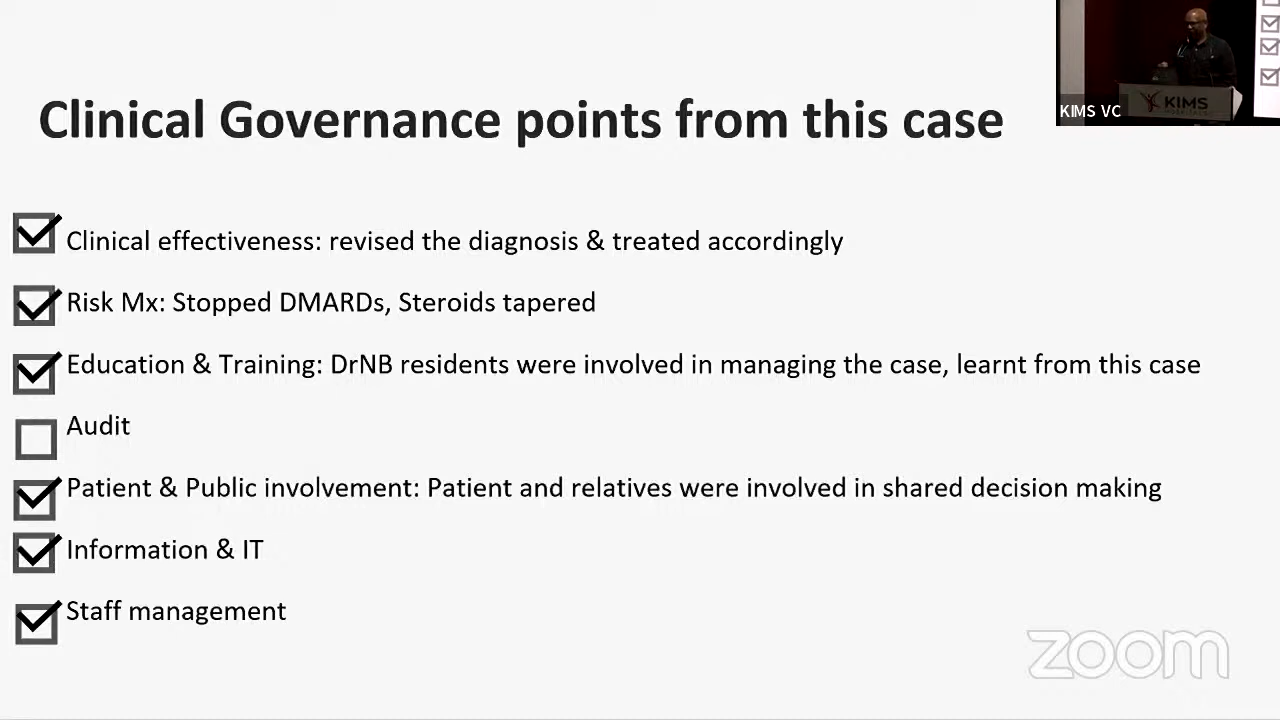 Clinical Governance points from this case
KIMS VC
KIMS
Clinical effectiveness: revised the diagnosis & treated accordingly
Risk Mx: Stopped DMARDs, Steroids tapered
Education & Training: DrNB residents were involved in managing the case, learnt from this case
Audit
Patient & Public involvement: Patient and relatives were involved in shared decision making
Information & IT
Staff management
zoom